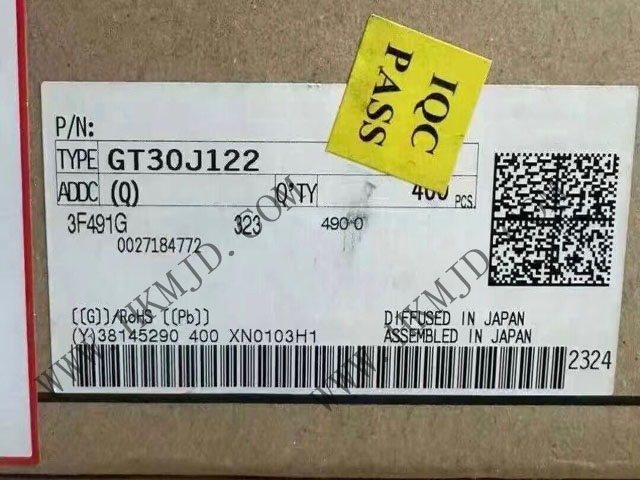 IQC
PASS
P/N:
TYPE GT30J122
ADDC (Q) Q'TY 400 PCS.
3F491G 323 490-0
0027184772
[[G]]/RoHS [[Pb]] DIFFUSED IN JAPAN
(Y)38145290 400 XN0103H1 ASSEMBLED IN JAPAN
2324
WWW.HKMJD.COM
WWW.HKMJD.COM